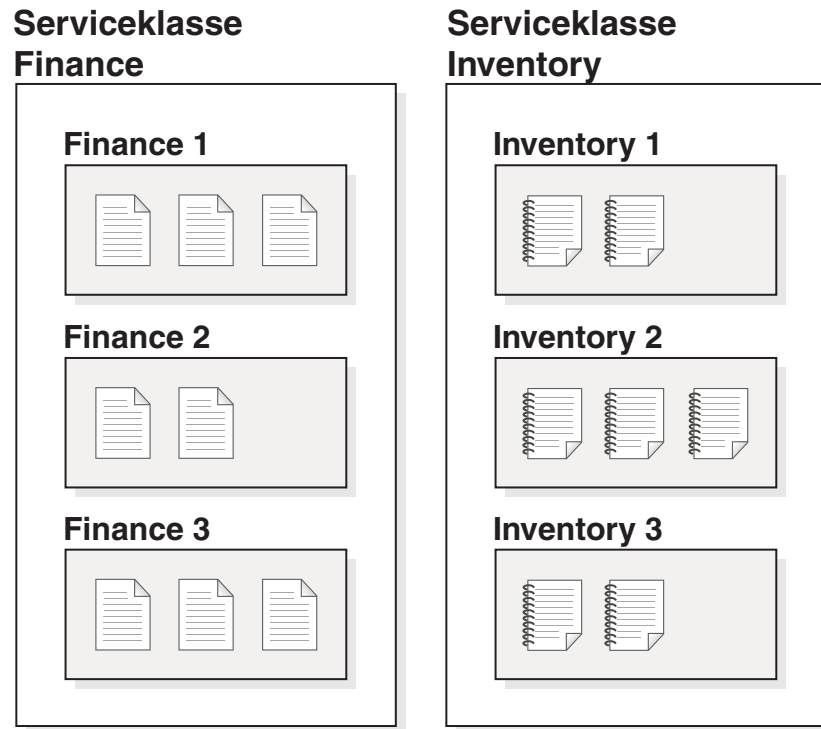 Serviceklasse
Finance
Finance 1
Finance 2
Finance 3
Serviceklasse
Inventory
Inventory 1
Inventory 2
Inventory 3